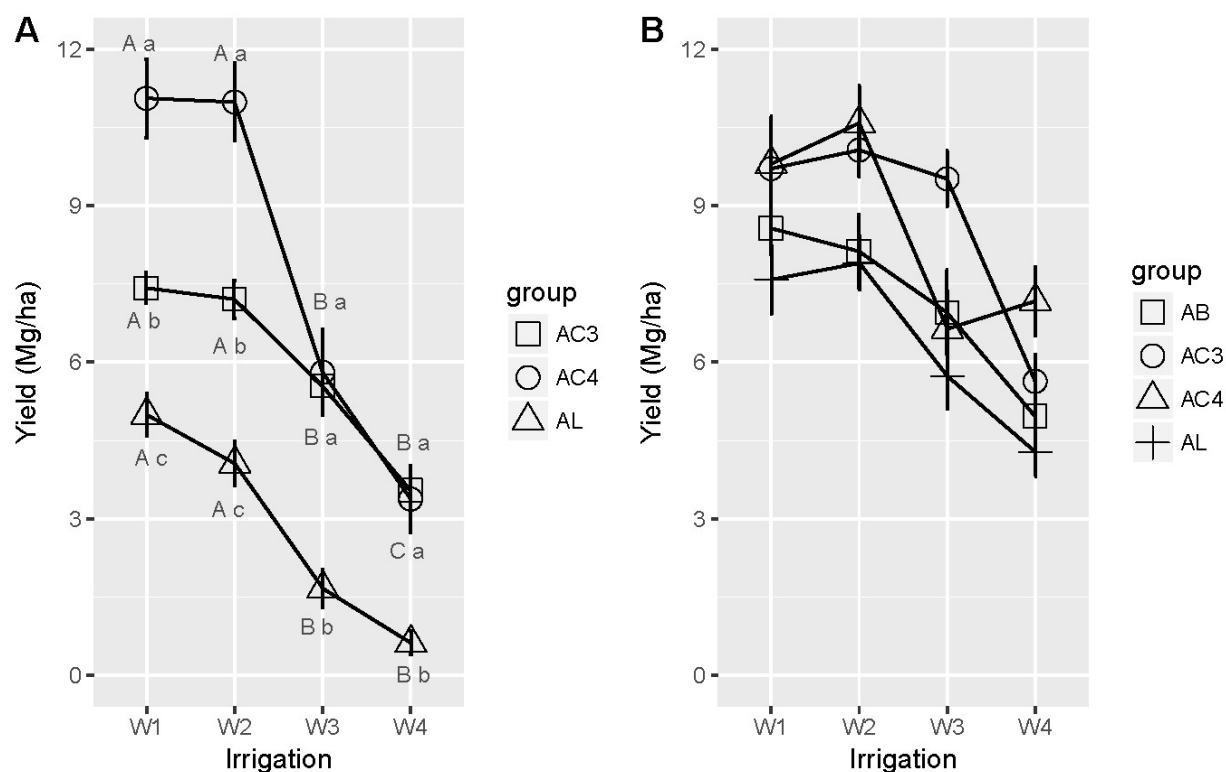 A
Yield (Mg/ha)
12
9
6
3
0
A a
A a
A b
A b
A c
A c
B a
B a
B b
B a
C a
B b
W1 W2 W3 W4
Irrigation
group
AC3
AC4
AL
B
Yield (Mg/ha)
12
9
6
3
0
W1 W2 W3 W4
Irrigation
group
AB
AC3
AC4
AL